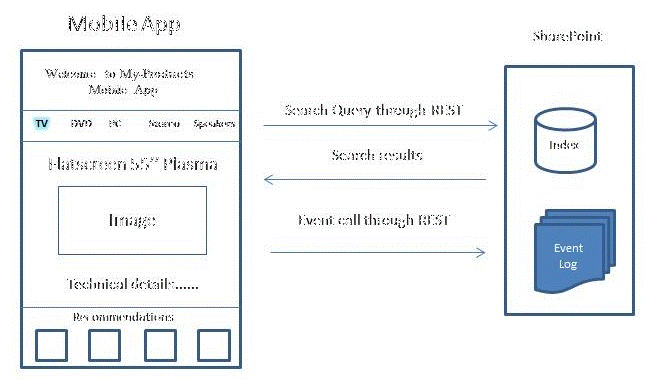 Mobile App
SharePoint
Welcome to My-Products
Mobile App
TV DVD PC Stereo Speakers
Flatscreen 55" Plasma
Image
Technical details......
Recommendations
Search Query through REST
Search results
Event call through REST
Index
Event
Log